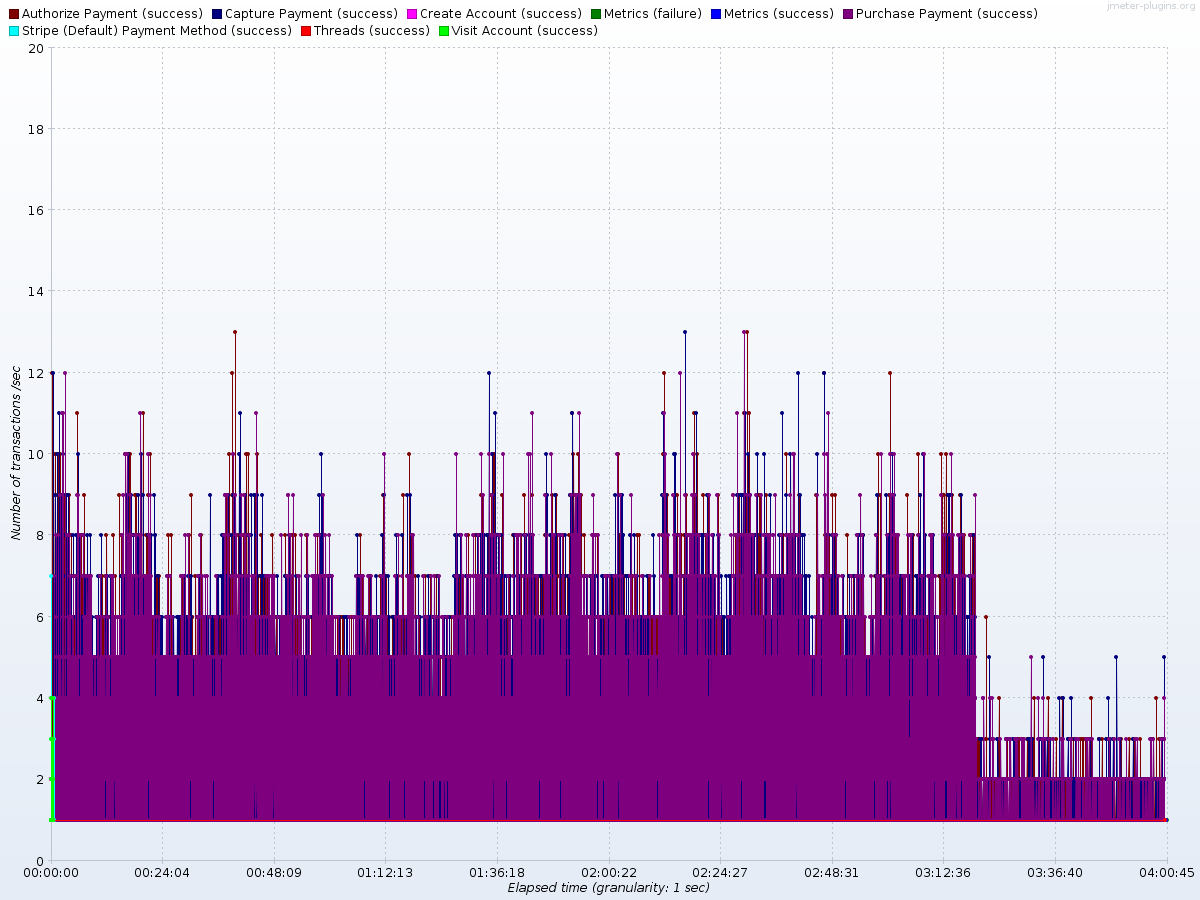 jmeter-plugins.org
Authorize Payment (success) Capture Payment (success) Create Account (success) Metrics (failure) Metrics (success) Purchase Payment (success)
Stripe (Default) Payment Method (success) Threads (success) Visit Account (success)
20
18
16
14
12
10
8
6
4
2
0
Number of transactions /sec
00:00:00 00:24:04 00:48:09 01:12:13 01:36:18 02:00:22 02:24:27 02:48:31 03:12:36 03:36:40 04:00:45
Elapsed time (granularity: 1 sec)